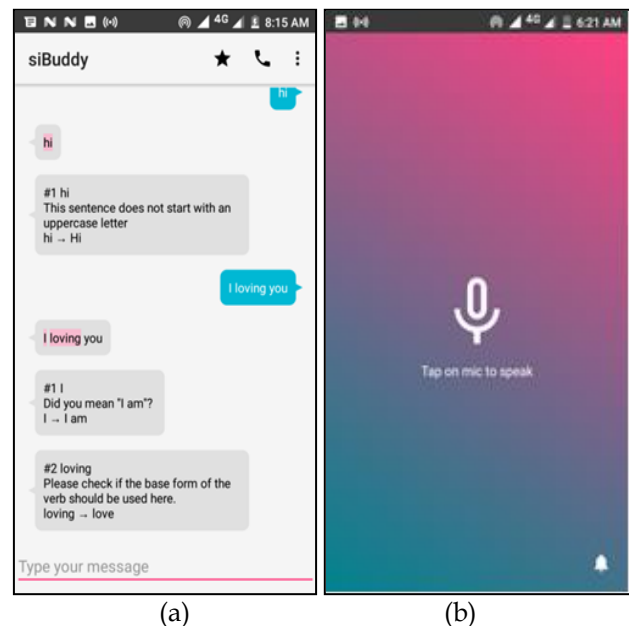 4G 8:15 AM
siBuddy
hi
hi
#1 hi
This sentence does not start with an
uppercase letter
hi → Hi
I loving you
I loving you
#1 I
Did you mean "I am"?
I → I am
#2 loving
Please check if the base form of the
verb should be used here.
loving → love
Type your message
(a)
4G 6:21 AM
Tap on mic to speak
(b)